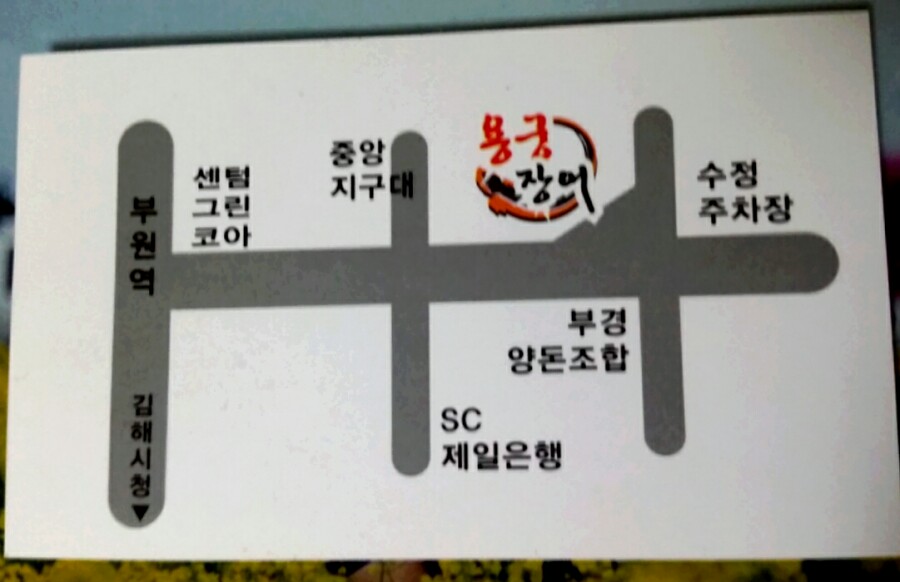 부원역
김해시청▼
센텀
그린
코아
중앙
지구대
용궁
장어
수정
주차장
부경
양돈조합
SC
제일은행